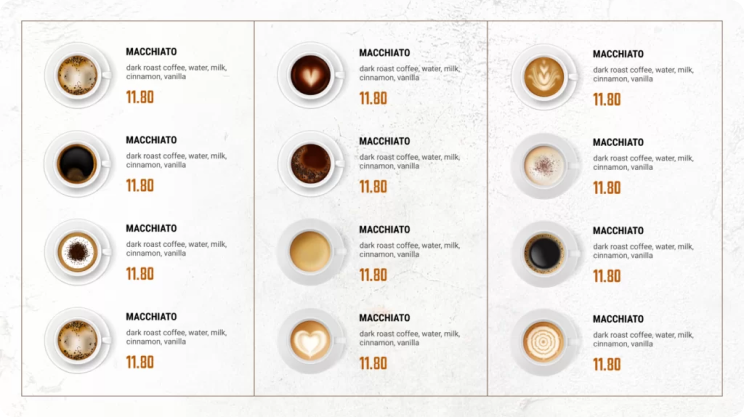 MACCHIATO
dark roast coffee, water, milk,
cinnamon, vanilla
11.80
MACCHIATO
dark roast coffee, water, milk,
cinnamon, vanilla
11.80
MACCHIATO
dark roast coffee, water, milk,
cinnamon, vanilla
11.80
MACCHIATO
dark roast coffee, water, milk,
cinnamon, vanilla
11.80
MACCHIATO
dark roast coffee, water, milk,
cinnamon, vanilla
11.80
MACCHIATO
dark roast coffee, water, milk,
cinnamon, vanilla
11.80
MACCHIATO
dark roast coffee, water, milk,
cinnamon, vanilla
11.80
MACCHIATO
dark roast coffee, water, milk,
cinnamon, vanilla
11.80
MACCHIATO
dark roast coffee, water, milk,
cinnamon, vanilla
11.80
MACCHIATO
dark roast coffee, water, milk,
cinnamon, vanilla
11.80
MACCHIATO
dark roast coffee, water, milk,
cinnamon, vanilla
11.80
MACCHIATO
dark roast coffee, water, milk,
cinnamon, vanilla
11.80